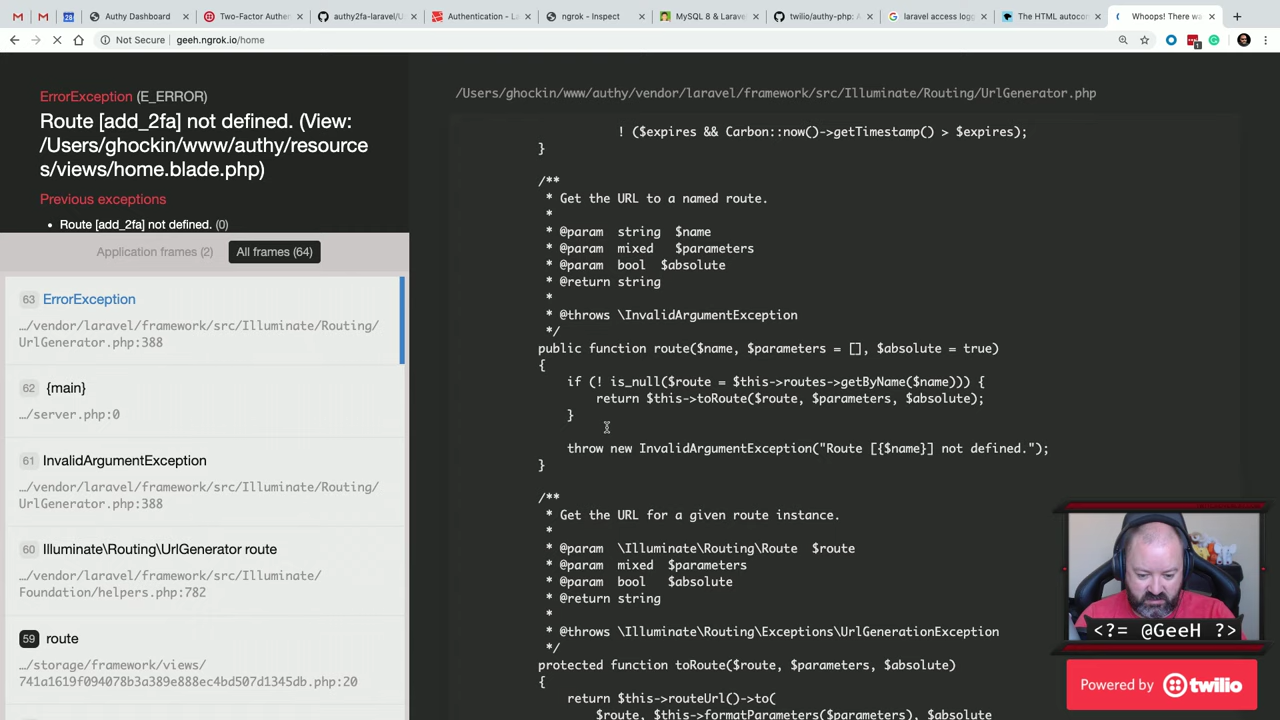 Authy Dashboard
Two-Factor Auther
authy2fa-laravel/U
Authentication - L
ngrok - Inspect
MySQL 8 & Larave
twilio/authy-php: A
laravel access logg
The HTML autocon
Whoops! There wa
Not Secure
geeh.ngrok.io/home
ErrorException (E_ERROR)
Route [add_2fa] not defined. (View:
/Users/ghockin/www/authy/resource
s/views/home.blade.php)
Previous exceptions
• Route [add_2fa] not defined. (0)
Application frames (2)
All frames (64)
63 ErrorException
…/vendor/laravel/framework/src/Illuminate/Routing/
UrlGenerator.php:388
62 {main}
…/server.php:0
61 InvalidArgumentException
…/vendor/laravel/framework/src/Illuminate/Routing/
UrlGenerator.php:388
60 Illuminate\Routing\UrlGenerator route
…/vendor/laravel/framework/src/Illuminate/
Foundation/helpers.php:782
59 route
…/storage/framework/views/
741a1619f094078b3a389e888ec4bd507d1345db.php:20
/Users/ghockin/www/authy/vendor/laravel/framework/src/Illuminate/Routing/UrlGenerator.php
! ($expires && Carbon::now()->getTimestamp() > $expires);
}
/**
* Get the URL to a named route.
*
* @param string $name
* @param mixed $parameters
* @param bool $absolute
* @return string
*
* @throws \InvalidArgumentException
*/
public function route($name, $parameters = [], $absolute = true)
{
if (! is_null($route = $this->routes->getByName($name))) {
return $this->toRoute($route, $parameters, $absolute);
}
throw new InvalidArgumentException("Route [{$name}] not defined.");
}
/**
* Get the URL for a given route instance.
*
* @param \Illuminate\Routing\Route $route
* @param mixed $parameters
* @param bool $absolute
* @return string
*
* @throws \Illuminate\Routing\Exceptions\UrlGenerationException
*/
protected function toRoute($route, $parameters, $absolute)
{
return $this->routeUrl()->to(
$route, $this->formatParameters($parameters), $absolute
<?= @GeeH ?>
Powered by twilio